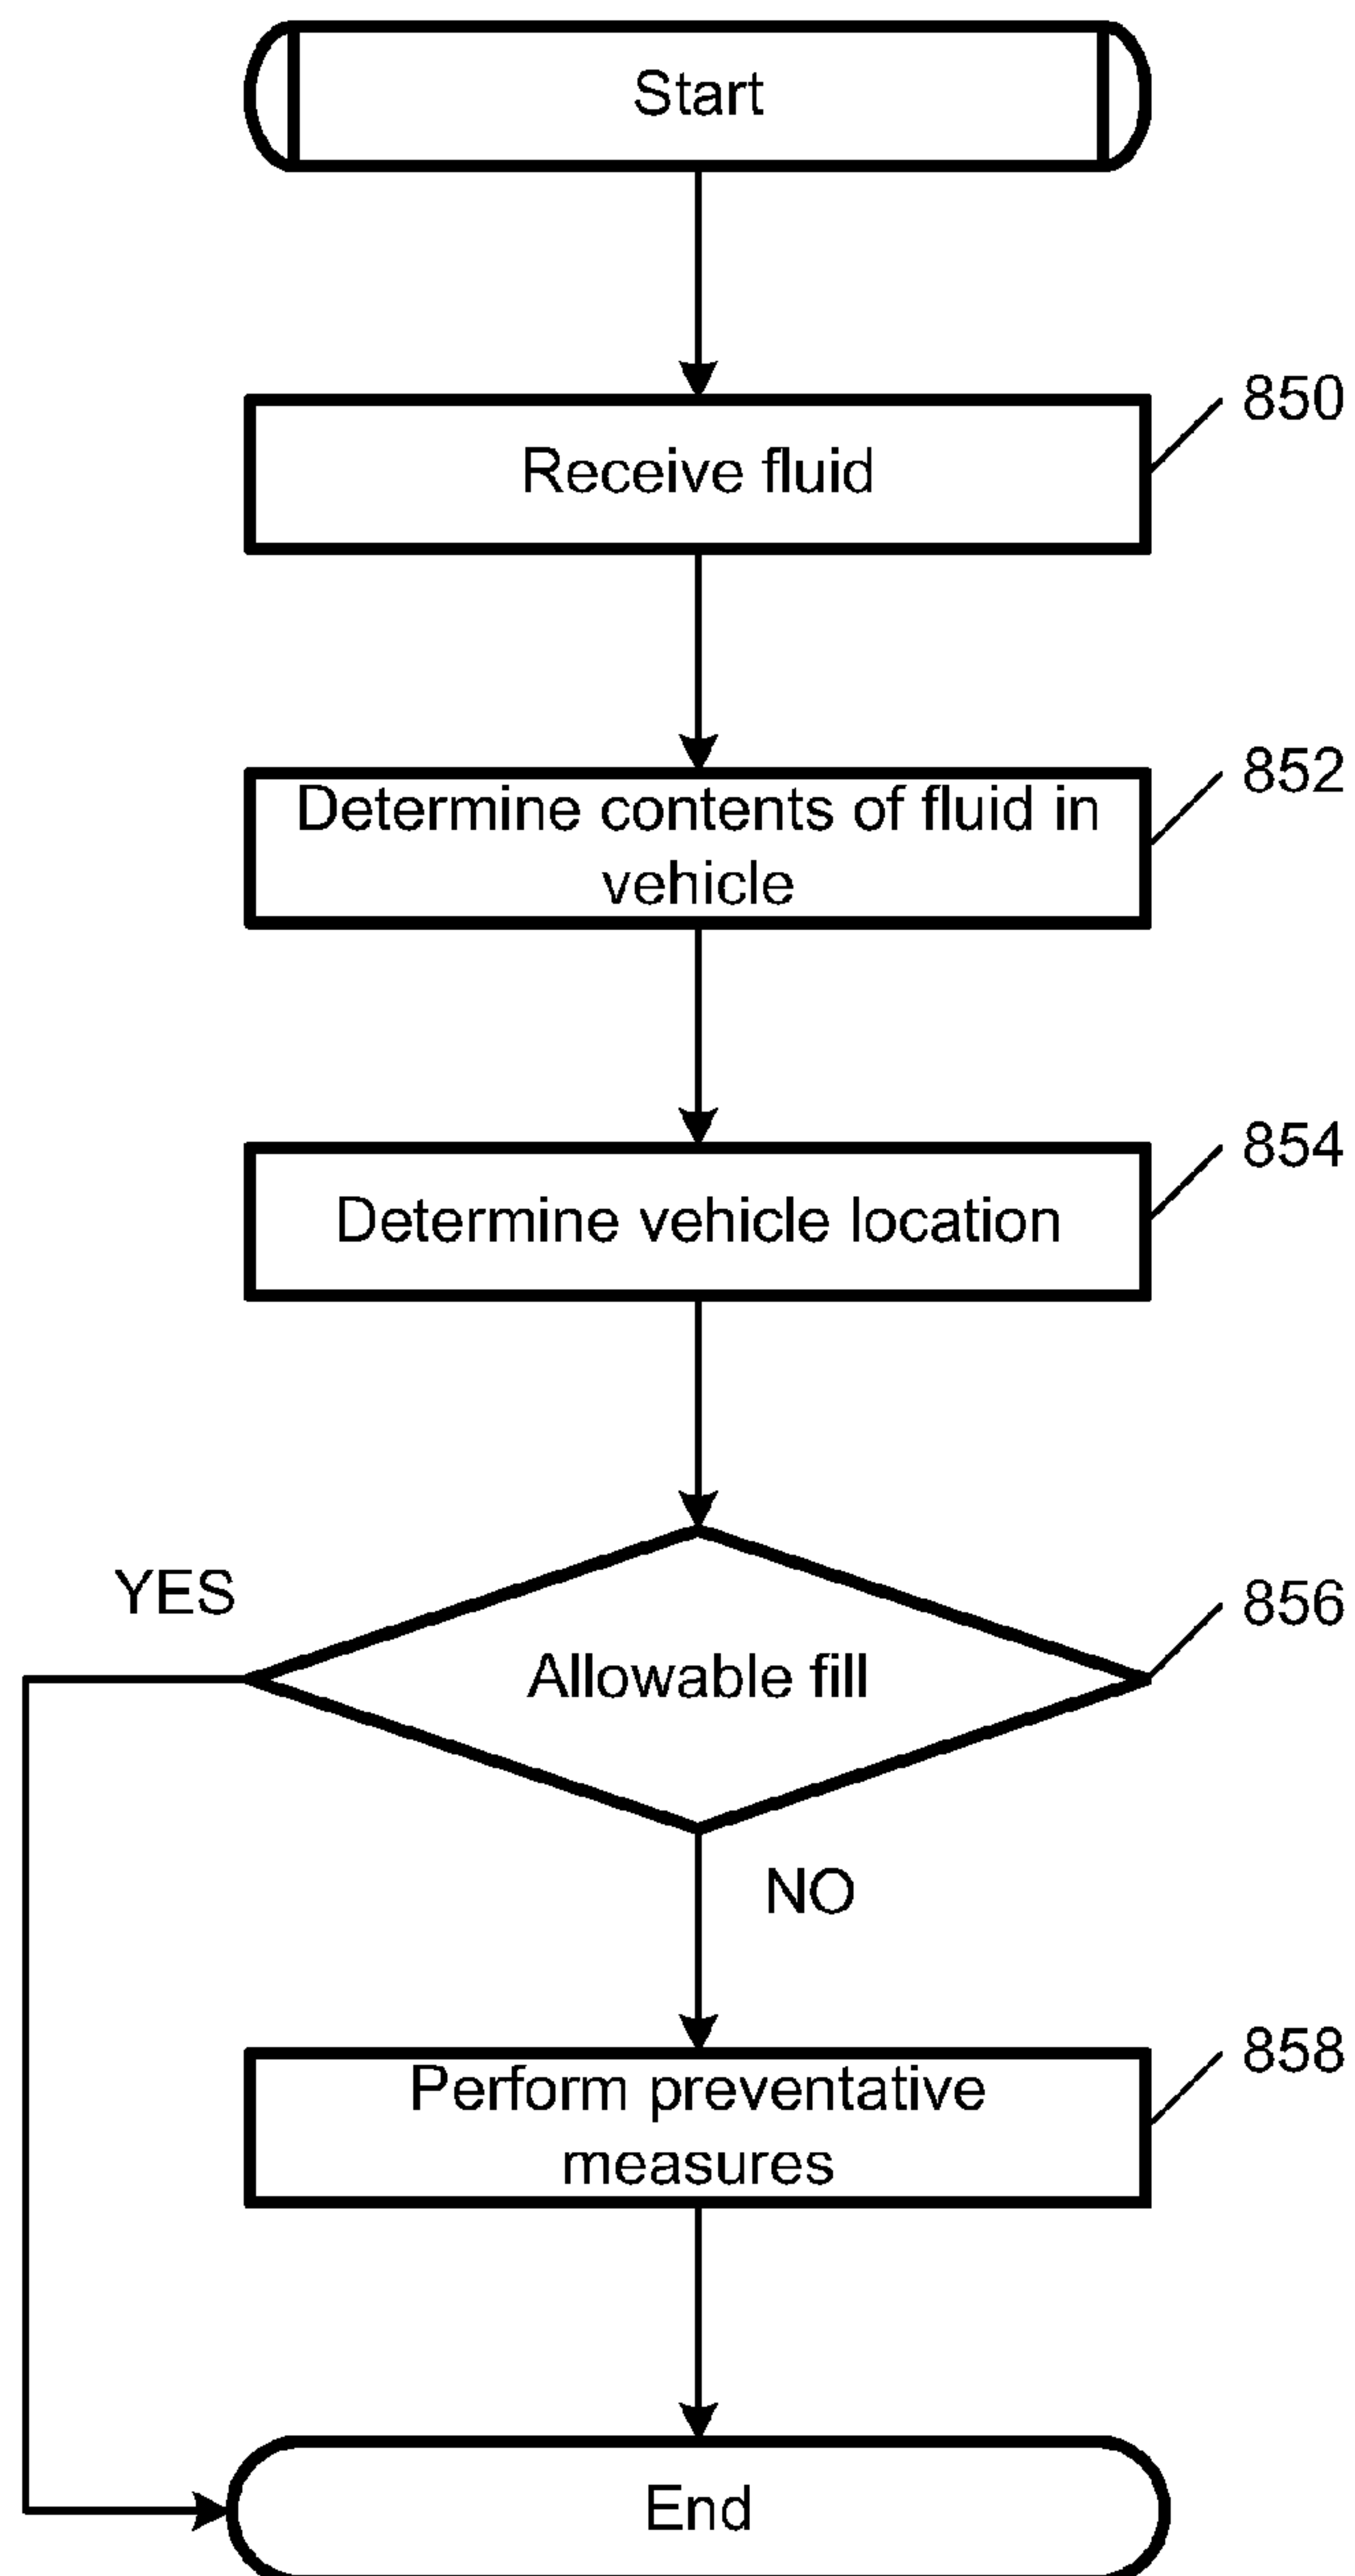 Start
Receive fluid
850
Determine contents of fluid in
vehicle
852
Determine vehicle location
854
YES
Allowable fill
856
NO
Perform preventative
measures
858
End